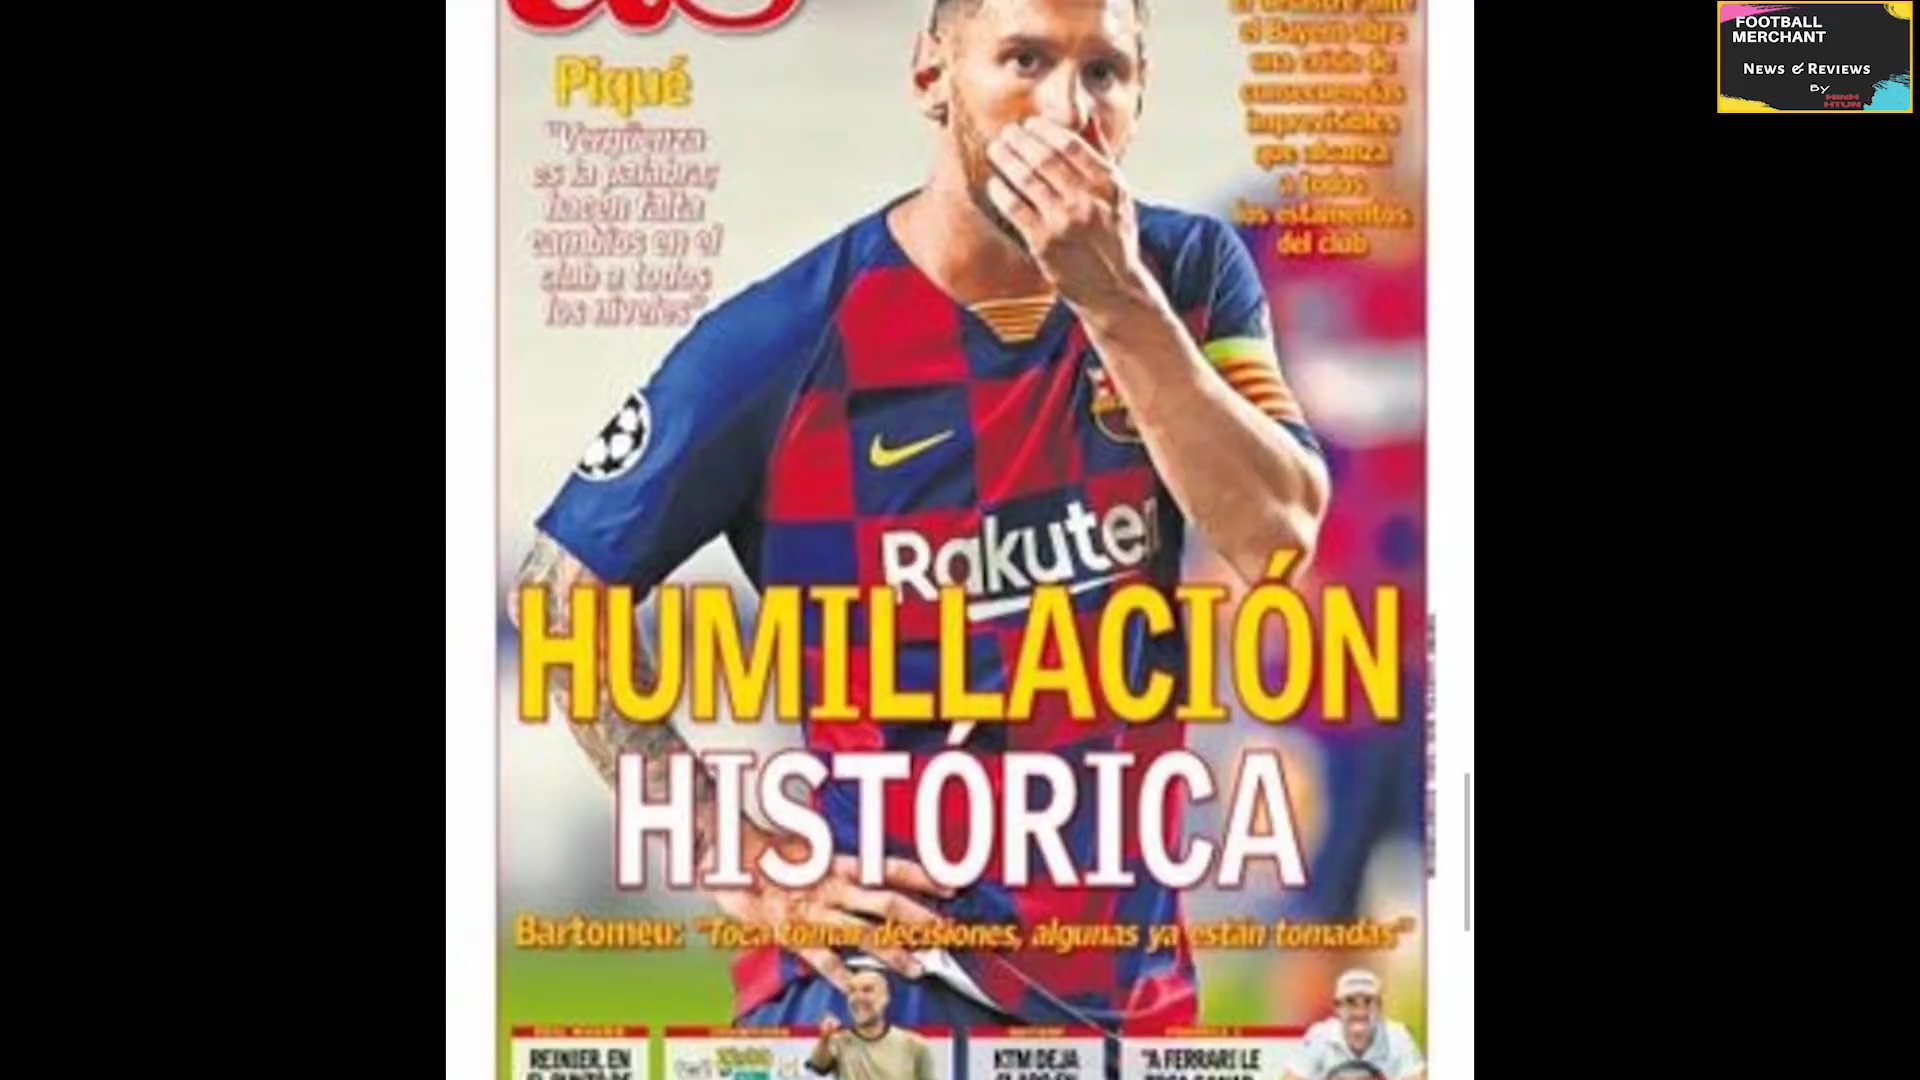 as
Piqué
"Vergüenza
es la palabra;
hacen falta
cambios en el
club a todos
los niveles"
el Bayern abre
una crisis de
consecuencias
imprevisibles
que alcanza
a todos
los estamentos
del club
Rakuten
HUMILLACIÓN
HISTÓRICA
Bartomeu: "Toca tomar decisiones, algunas ya están tomadas"
REINIER, EN
KTM DEJA
"A FERRARI LE
FOOTBALL
MERCHANT
News & Reviews
By